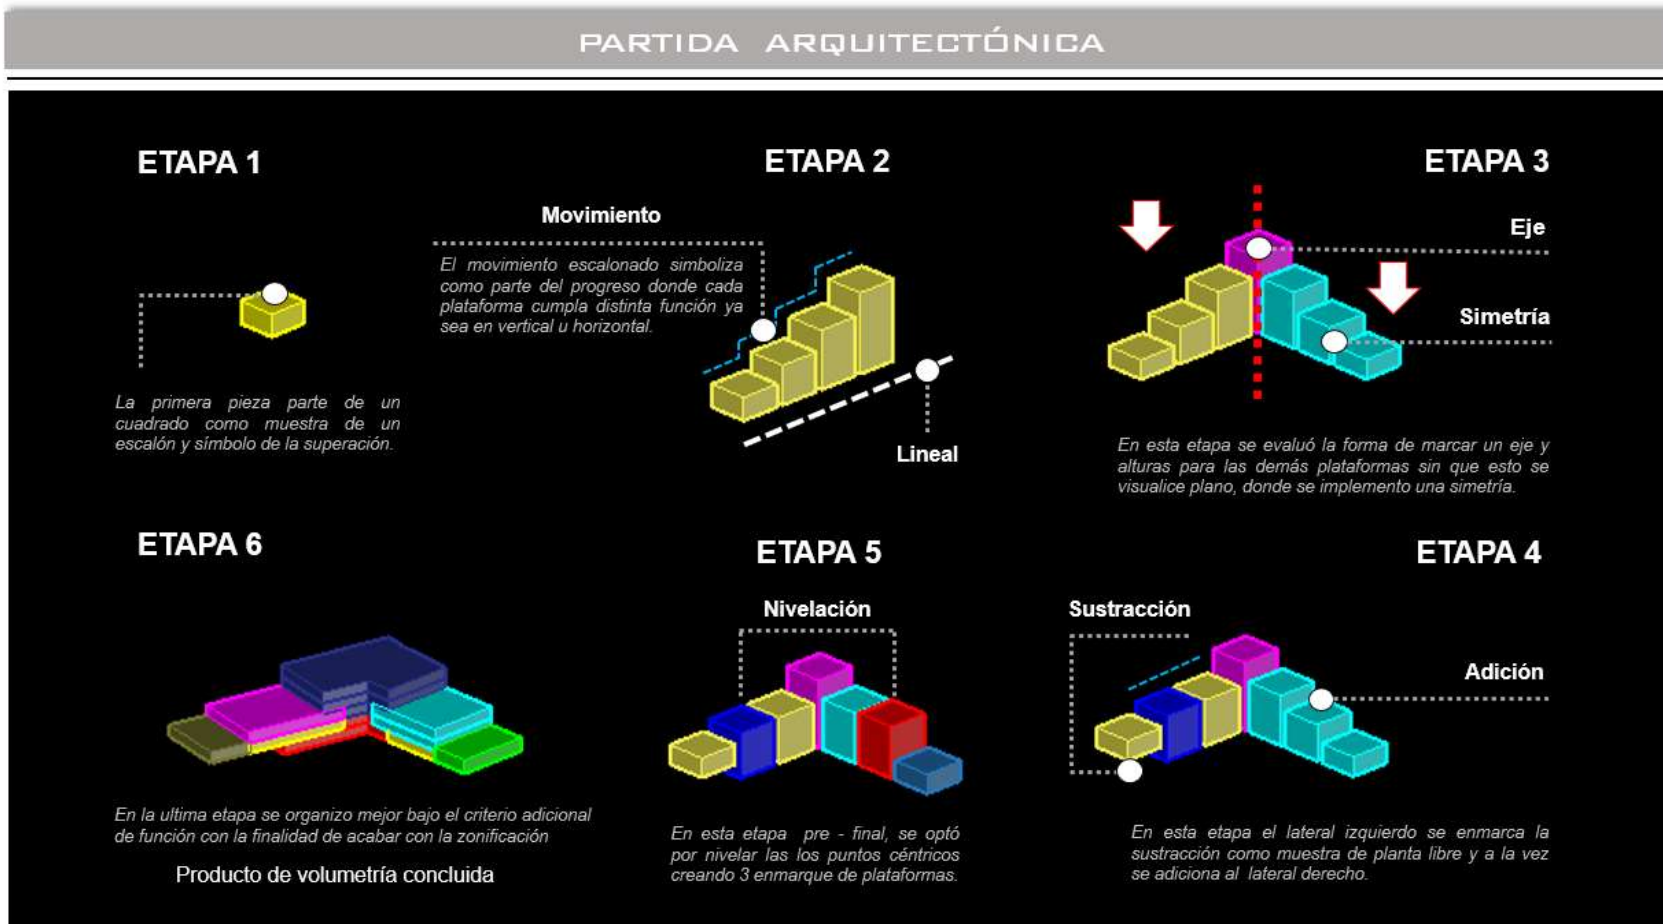 PARTIDA ARQUITECTÓNICA
ETAPA 1
La primera pieza parte de un
cuadrado como muestra de un
escalón y símbolo de la superación.
ETAPA 2
Movimiento
El movimiento escalonado simboliza
como parte del progreso donde cada
plataforma cumpla distinta función ya
sea en vertical u horizontal.
Lineal
ETAPA 3
Eje
Simetría
En esta etapa se evaluó la forma de marcar un eje y
alturas para las demás plataformas sin que esto se
visualice plano, donde se implemento una simetría.
ETAPA 6
En la ultima etapa se organizo mejor bajo el criterio adicional
de función con la finalidad de acabar con la zonificación
Producto de volumetría concluida
ETAPA 5
Nivelación
En esta etapa pre - final, se optó
por nivelar las los puntos céntricos
creando 3 enmarque de plataformas.
ETAPA 4
Sustracción
Adición
En esta etapa el lateral izquierdo se enmarca la
sustracción como muestra de planta libre y a la vez
se adiciona al lateral derecho.